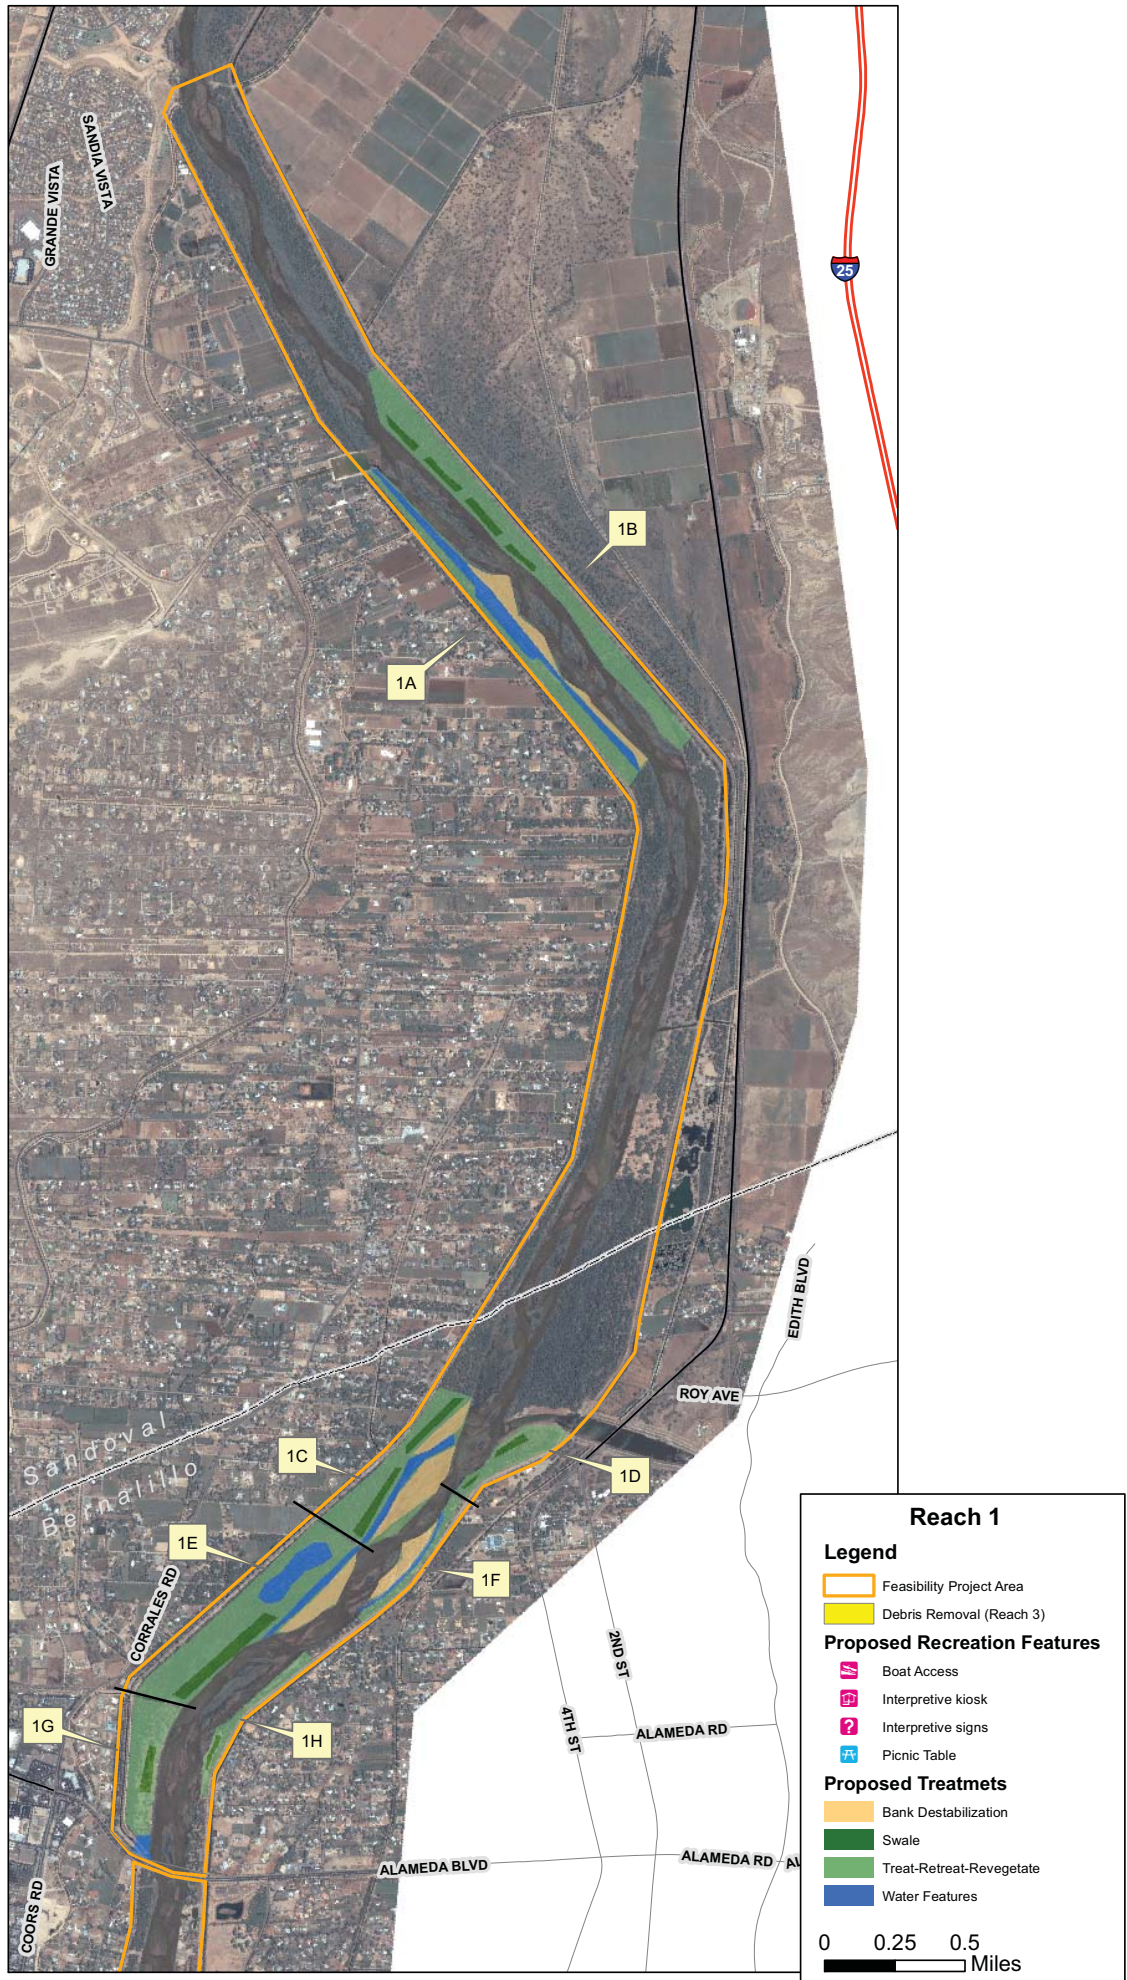 SANDIA VISTA
GRANDE VISTA
25
1B
1A
Sandoval
Bernalillo
EDITH BLVD
ROY AVE
1C
1D
1E
1F
CORRALES RD
2ND ST
4TH ST
ALAMEDA RD
1G
1H
ALAMEDA BLVD
ALAMEDA RD
AL
COORS RD
Reach 1
Legend
Feasibility Project Area
Debris Removal (Reach 3)
Proposed Recreation Features
Boat Access
Interpretive kiosk
?
Interpretive signs
Picnic Table
Proposed Treatmets
Bank Destabilization
Swale
Treat-Retreat-Revegetate
Water Features
0 0.25 0.5
Miles